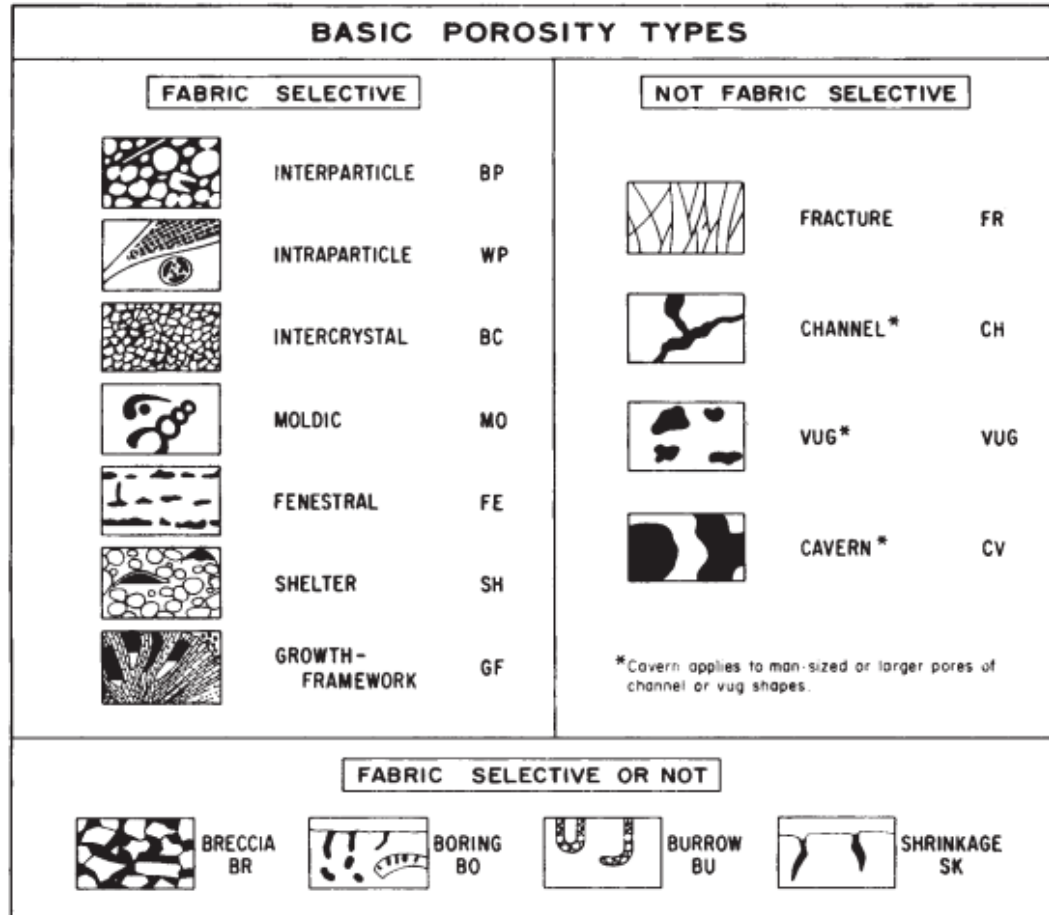 BASIC POROSITY TYPES
FABRIC SELECTIVE
INTERPARTICLE BP
INTRAPARTICLE WP
INTERCRYSTAL BC
MOLDIC MO
FENESTRAL FE
SHELTER SH
GROWTH-
FRAMEWORK GF
NOT FABRIC SELECTIVE
FRACTURE FR
CHANNEL* CH
VUG* VUG
CAVERN* CV
*Cavern applies to man-sized or larger pores of
channel or vug shapes.
FABRIC SELECTIVE OR NOT
BRECCIA
BR
BORING
BO
BURROW
BU
SHRINKAGE
SK